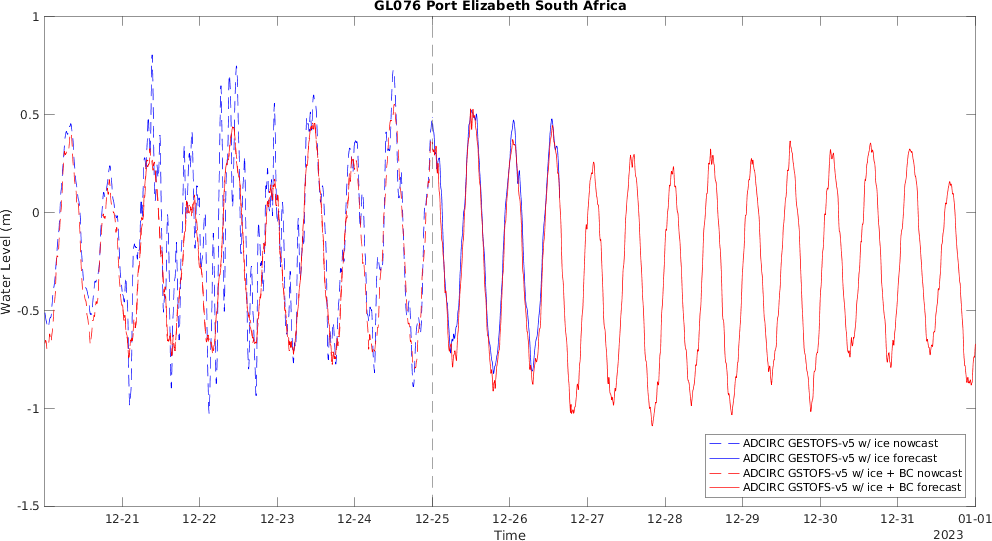 GL076 Port Elizabeth South Africa
1
0.5
0
-0.5
-1
-1.5
Water Level (m)
12-21 12-22 12-23 12-24 12-25 12-26 12-27 12-28 12-29 12-30 12-31 01-01
2023
Time
ADCIRC GESTOFS-v5 w/ ice nowcast
ADCIRC GESTOFS-v5 w/ ice forecast
ADCIRC GSTOFS-v5 w/ ice + BC nowcast
ADCIRC GSTOFS-v5 w/ ice + BC forecast